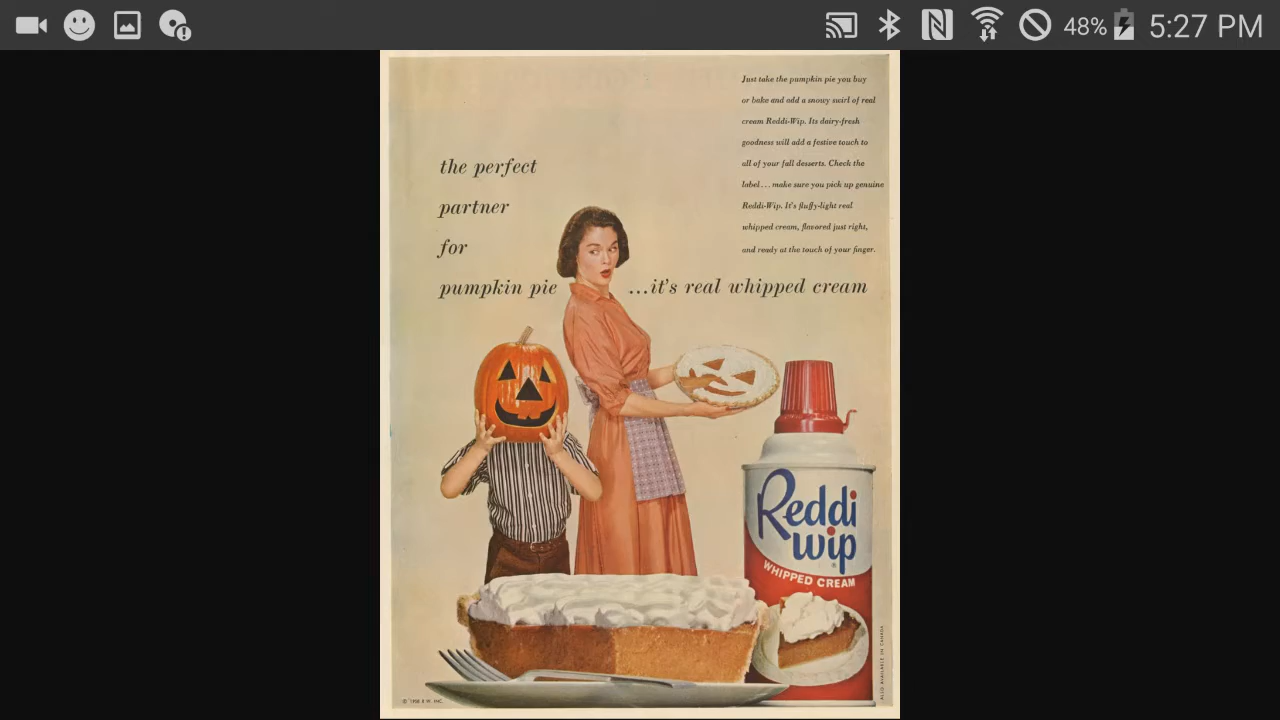 48% 5:27 PM
Just take the pumpkin pie you buy
or bake and add a snowy swirl of real
cream Reddi-Wip. Its dairy-fresh
goodness will add a festive touch to
all of your fall desserts. Check the
label...make sure you pick up genuine
Reddi-Wip. It's fluffy-light real
whipped cream, flavored just right,
and ready at the touch of your finger.
the perfect
partner
for
pumpkin pie ...it's real whipped cream
Reddi
wip
WHIPPED CREAM
ALSO AVAILABLE IN CANADA